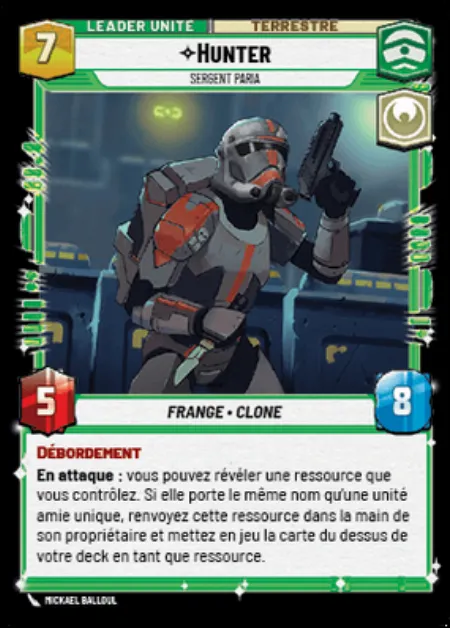 LEADER UNITÉ
TERRESTRE
7
HUNTER
SERGENT PARIA
5
FRANGE • CLONE
8
DÉBORDEMENT
En attaque : vous pouvez révéler une ressource que
vous contrôlez. Si elle porte le même nom qu'une unité
amie unique, renvoyez cette ressource dans la main de
son propriétaire et mettez en jeu la carte du dessus de
votre deck en tant que ressource.
MICKAEL BALLOUL